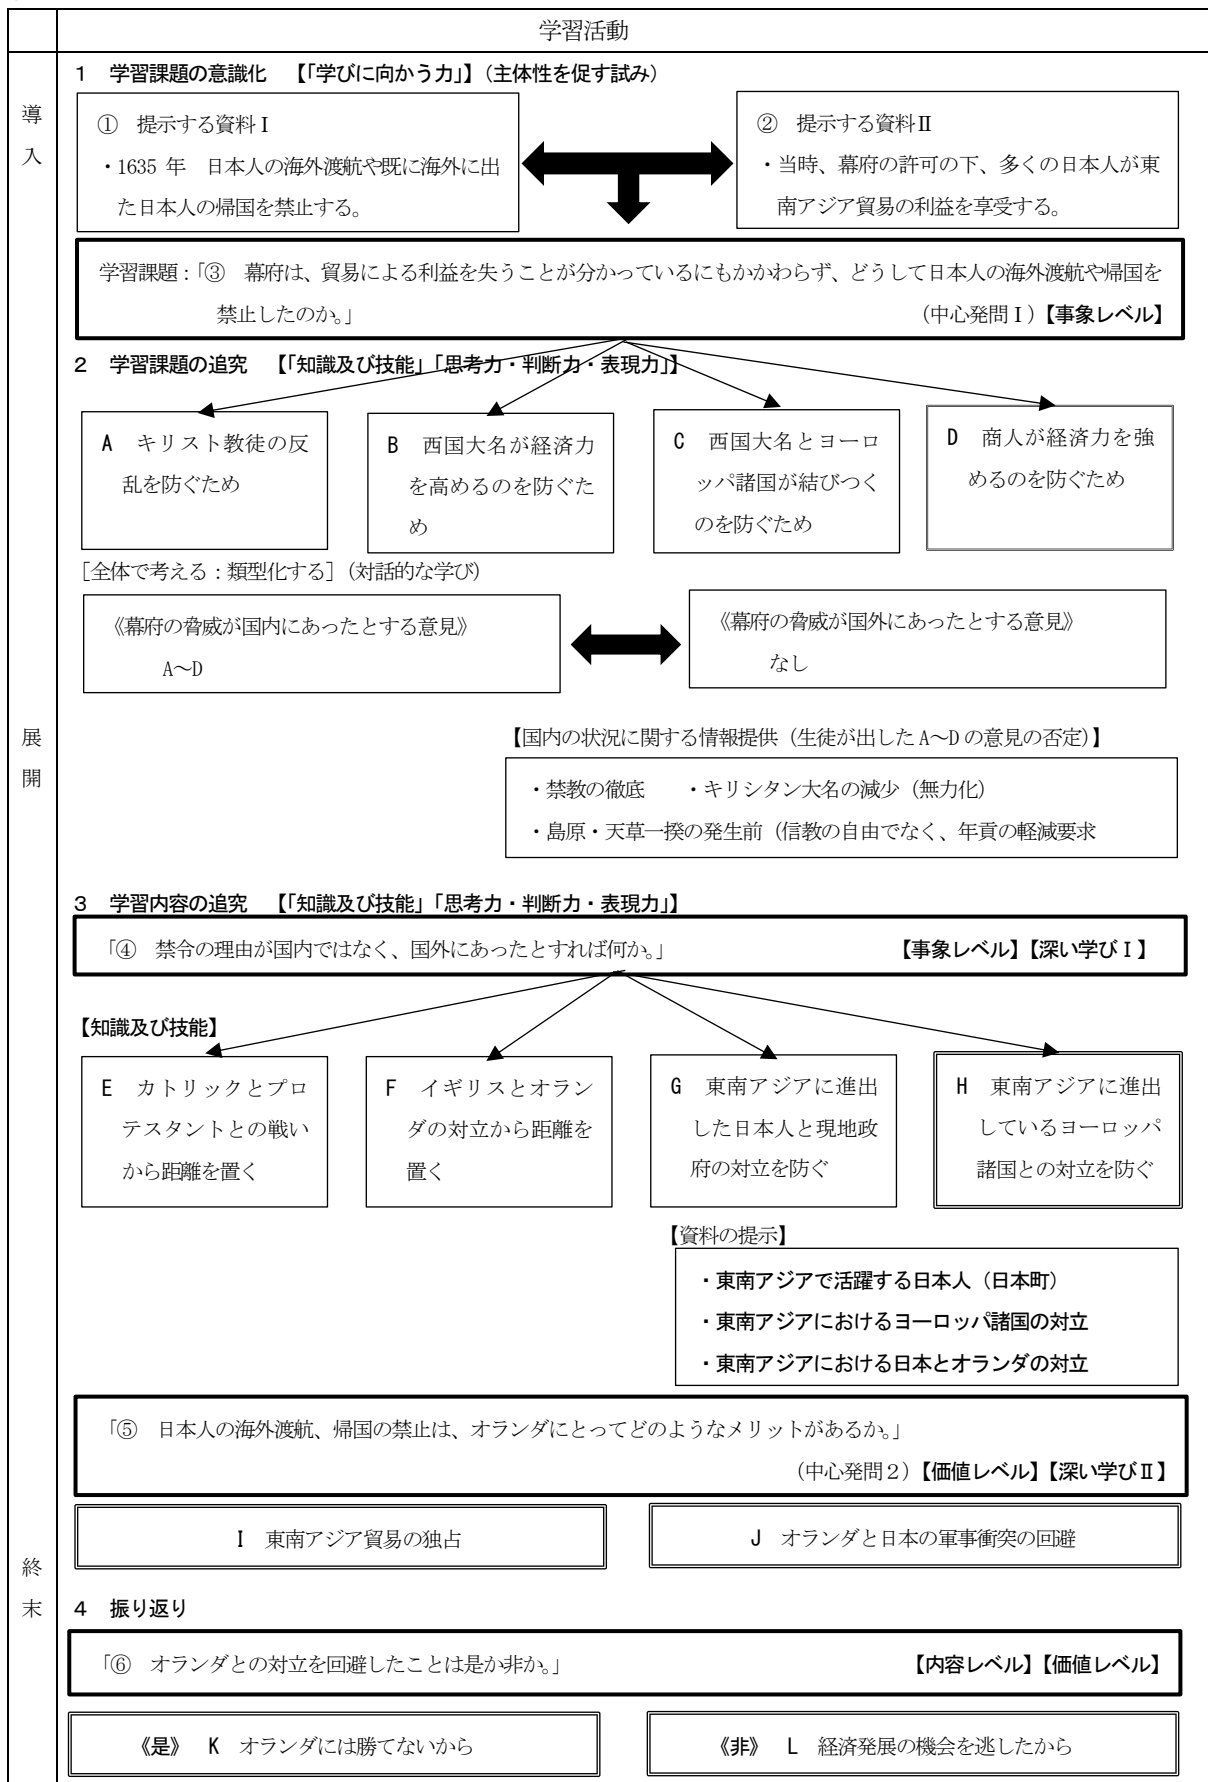 学習活動
導
入
1 学習課題の意識化 【「学びに向かう力」】(主体性を促す試み)
① 提示する資料Ⅰ
・1635 年 日本人の海外渡航や既に海外に出
た日本人の帰国を禁止する。
② 提示する資料Ⅱ
・当時、幕府の許可の下、多くの日本人が東
南アジア貿易の利益を享受する。
学習課題:「③ 幕府は、貿易による利益を失うことが分かっているにもかかわらず、どうして日本人の海外渡航や帰国を
禁止したのか。」 (中心発問Ⅰ)【事象レベル】
2 学習課題の追究 【「知識及び技能」「思考力・判断力・表現力」】
A キリスト教徒の反
乱を防ぐため
B 西国大名が経済力
を高めるのを防ぐた
め
C 西国大名とヨーロ
ッパ諸国が結びつく
のを防ぐため
D 商人が経済力を強
めるのを防ぐため
[全体で考える:類型化する](対話的な学び)
《幕府の脅威が国内にあったとする意見》
A~D
《幕府の脅威が国外にあったとする意見》
なし
展
開
【国内の状況に関する情報提供(生徒が出した A~D の意見の否定)】
・禁教の徹底 ・キリシタン大名の減少(無力化)
・島原・天草一揆の発生前(信教の自由でなく、年貢の軽減要求
3 学習内容の追究 【「知識及び技能」「思考力・判断力・表現力」】
「④ 禁令の理由が国内ではなく、国外にあったとすれば何か。」 【事象レベル】【深い学びⅠ】
【知識及び技能】
E カトリックとプロ
テスタントとの戦い
から距離を置く
F イギリスとオラン
ダの対立から距離を
置く
G 東南アジアに進出
した日本人と現地政
府の対立を防ぐ
H 東南アジアに進出
しているヨーロッパ
諸国との対立を防ぐ
【資料の提示】
・東南アジアで活躍する日本人(日本町)
・東南アジアにおけるヨーロッパ諸国の対立
・東南アジアにおける日本とオランダの対立
「⑤ 日本人の海外渡航、帰国の禁止は、オランダにとってどのようなメリットがあるか。」
(中心発問2)【価値レベル】【深い学びⅡ】
I 東南アジア貿易の独占
J オランダと日本の軍事衝突の回避
終
末
4 振り返り
「⑥ オランダとの対立を回避したことは是か非か。」 【内容レベル】【価値レベル】
《是》 K オランダには勝てないから
《非》 L 経済発展の機会を逃したから